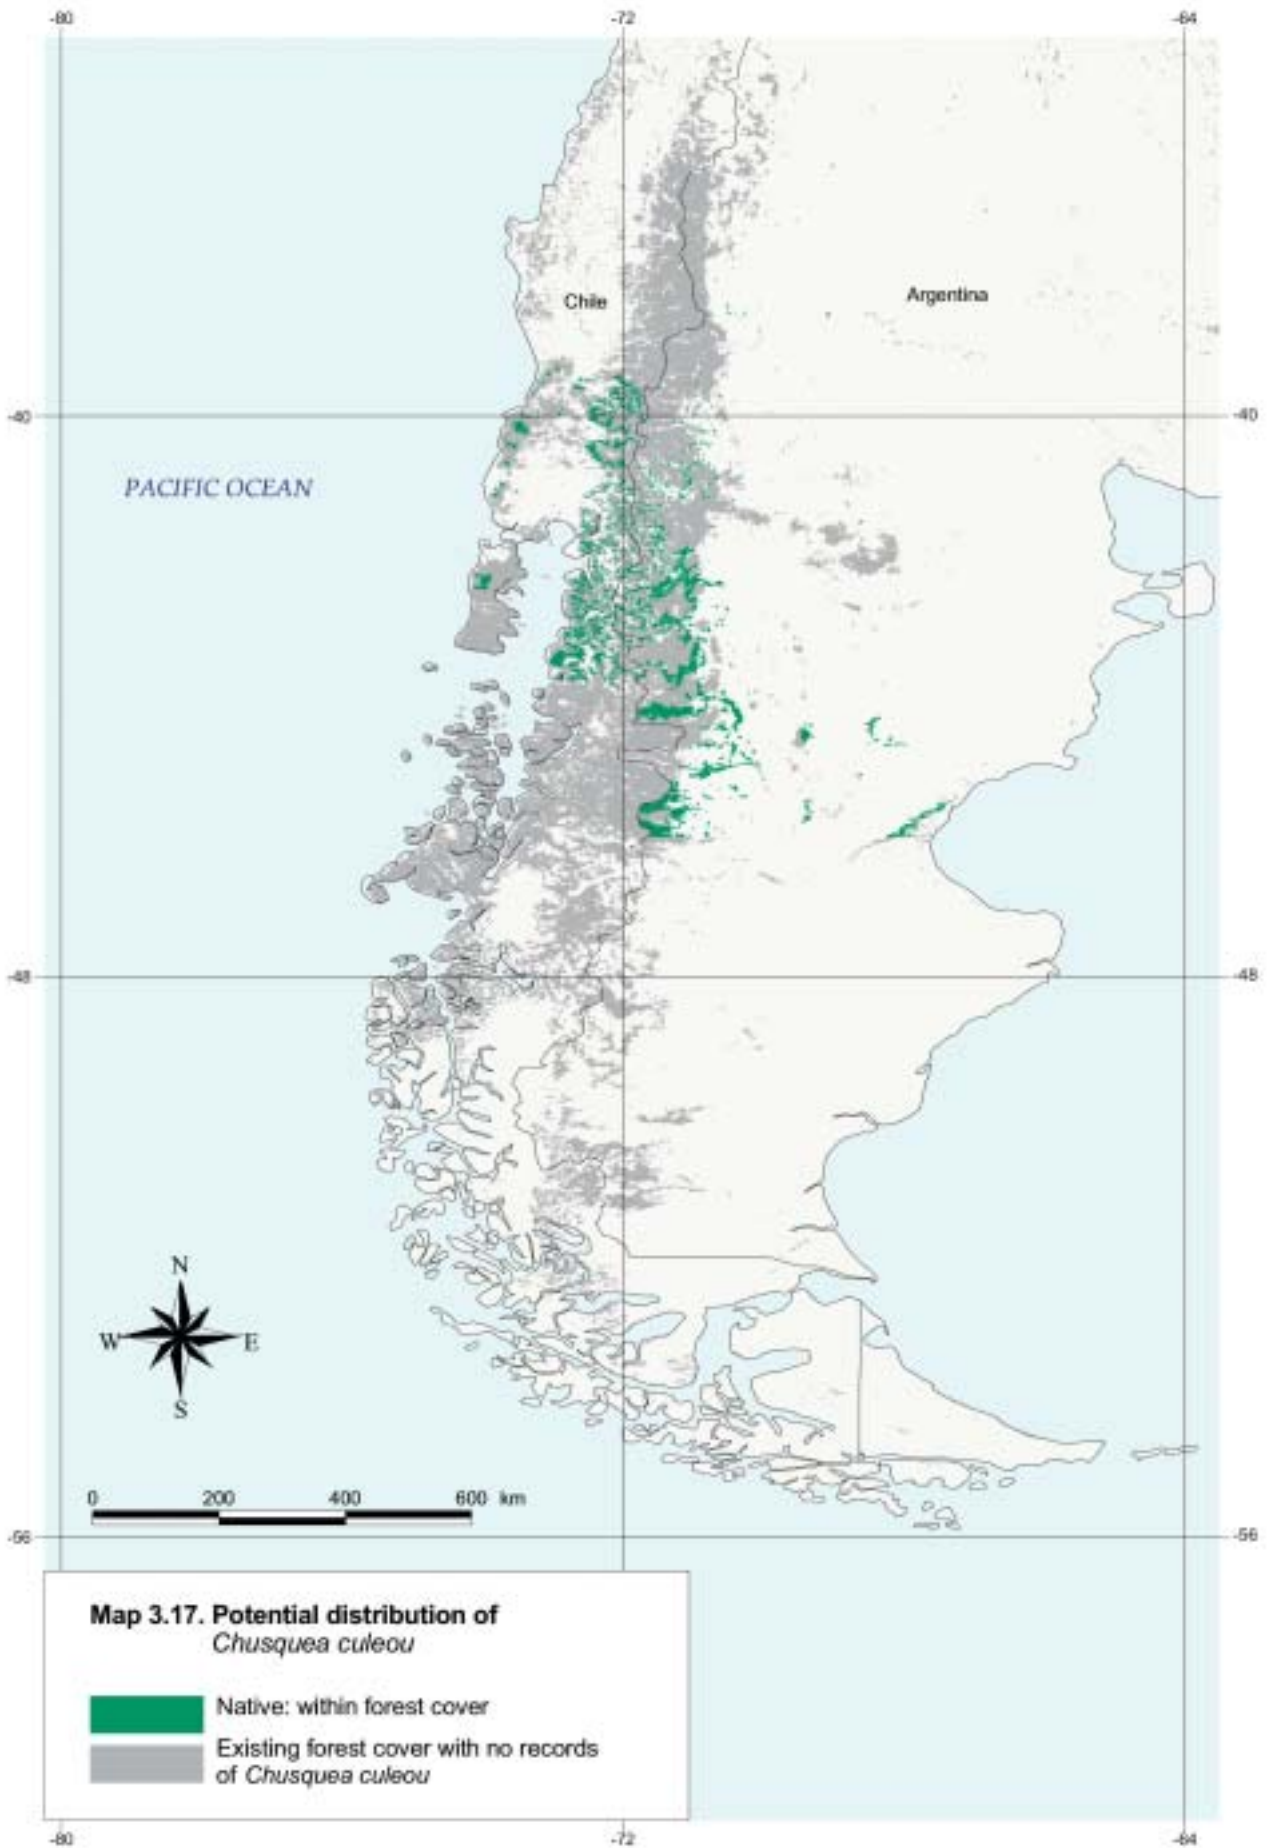 -80 -72 -64
Chile
Argentina
-40 -40
PACIFIC OCEAN
-48 -48
N
W E
S
0 200 400 600 km
-56 -56
Map 3.17. Potential distribution of
Chusquea culeou
Native: within forest cover
Existing forest cover with no records
of Chusquea culeou
-80 -72 -64